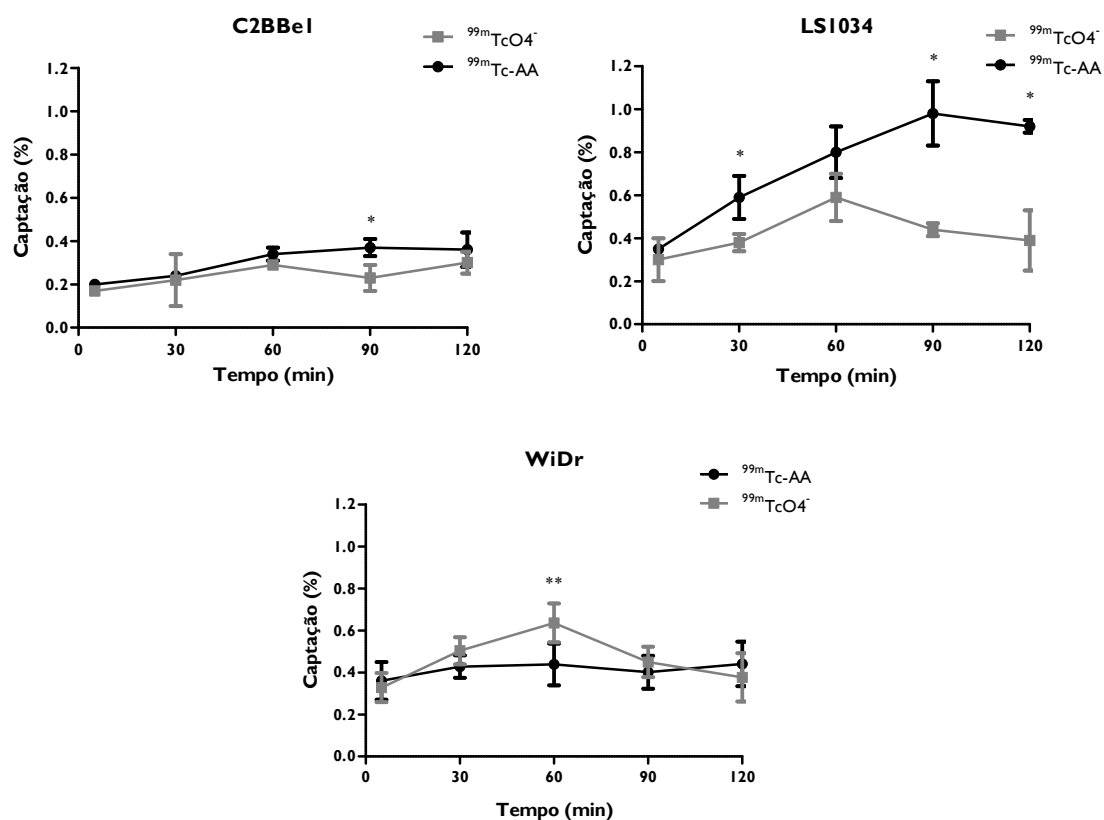 C2BBe1
⁹⁹ᵐTcO4⁻
⁹⁹ᵐTc-AA
Captação (%)
1.2
1.0
0.8
0.6
0.4
0.2
0.0
*
0 30 60 90 120
Tempo (min)
LS1034
⁹⁹ᵐTcO4⁻
⁹⁹ᵐTc-AA
Captação (%)
1.2
1.0
0.8
0.6
0.4
0.2
0.0
* * *
0 30 60 90 120
Tempo (min)
WiDr
⁹⁹ᵐTc-AA
⁹⁹ᵐTcO4⁻
Captação (%)
1.2
1.0
0.8
0.6
0.4
0.2
0.0
**
0 30 60 90 120
Tempo (min)